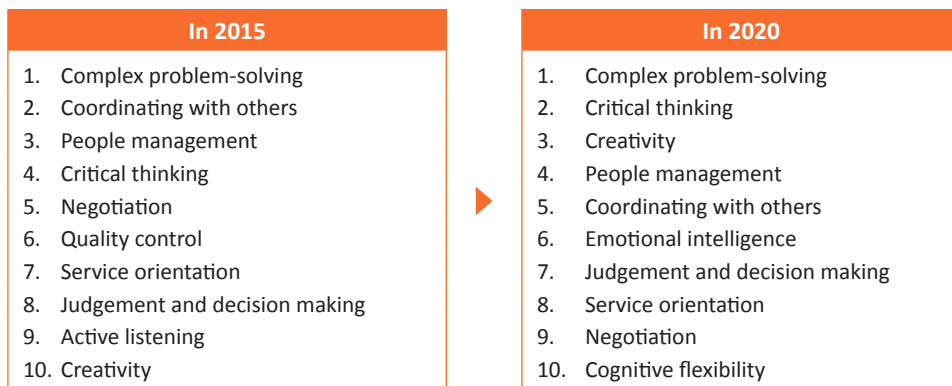 In 2015
1. Complex problem-solving
2. Coordinating with others
3. People management
4. Critical thinking
5. Negotiation
6. Quality control
7. Service orientation
8. Judgement and decision making
9. Active listening
10. Creativity
In 2020
1. Complex problem-solving
2. Critical thinking
3. Creativity
4. People management
5. Coordinating with others
6. Emotional intelligence
7. Judgement and decision making
8. Service orientation
9. Negotiation
10. Cognitive flexibility